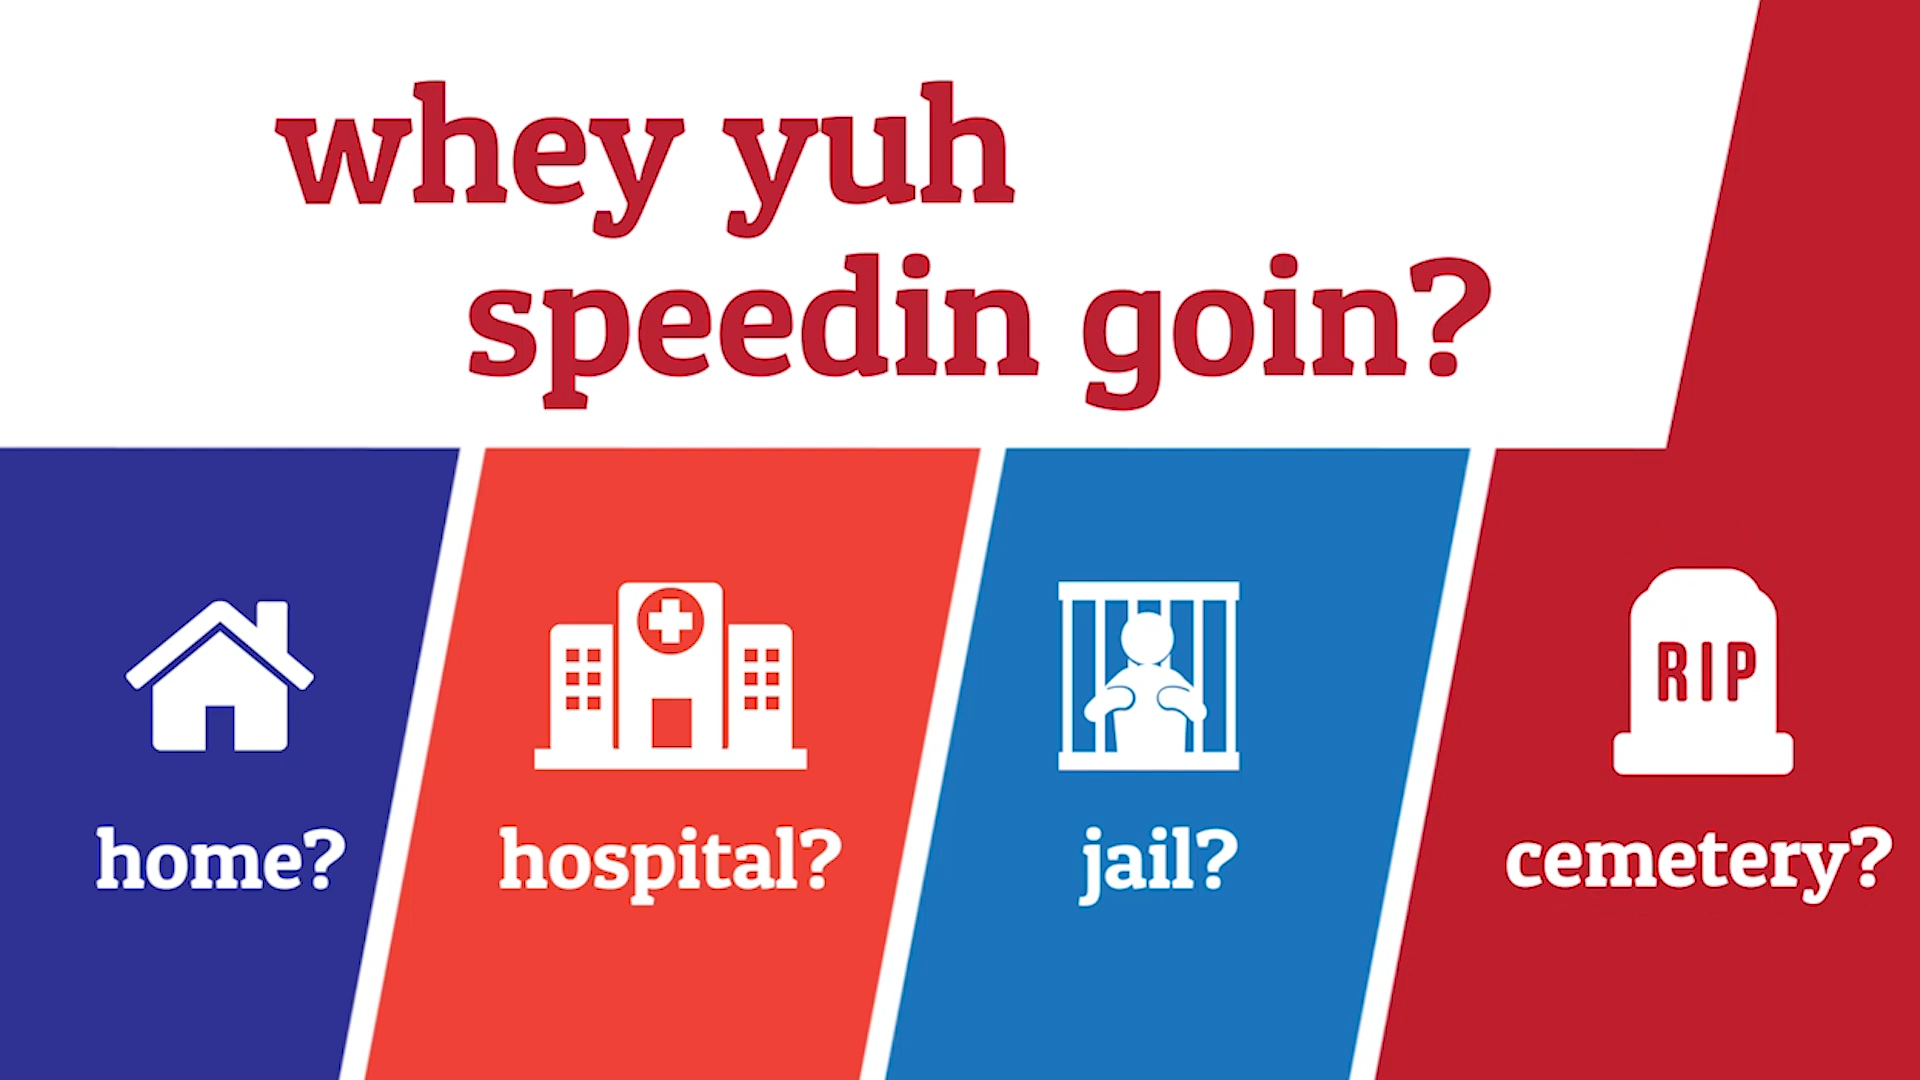 whey yuh
speedin goin?
RIP
home?
hospital?
jail?
cemetery?